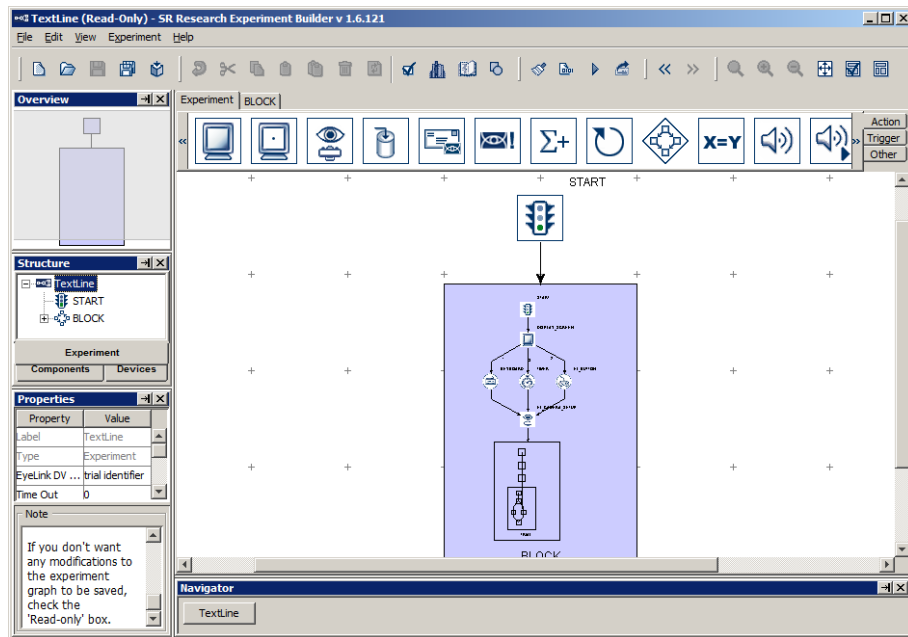 TextLine (Read-Only) - SR Research Experiment Builder v 1.6.121
File Edit View Experiment Help
Overview
Experiment BLOCK
Action
Trigger
Other
X=Y
Σ+
START
Structure
TextLine
START
BLOCK
Experiment
Components Devices
Properties
Property Value
Label TextLine
Type Experiment
EyeLink DV ... trial identifier
Time Out 0
Note
If you don't want
any modifications to
the experiment
graph to be saved,
check the
'Read-only' box.
START
DISPLAY_SCREEN
BLOCK
Navigator
TextLine